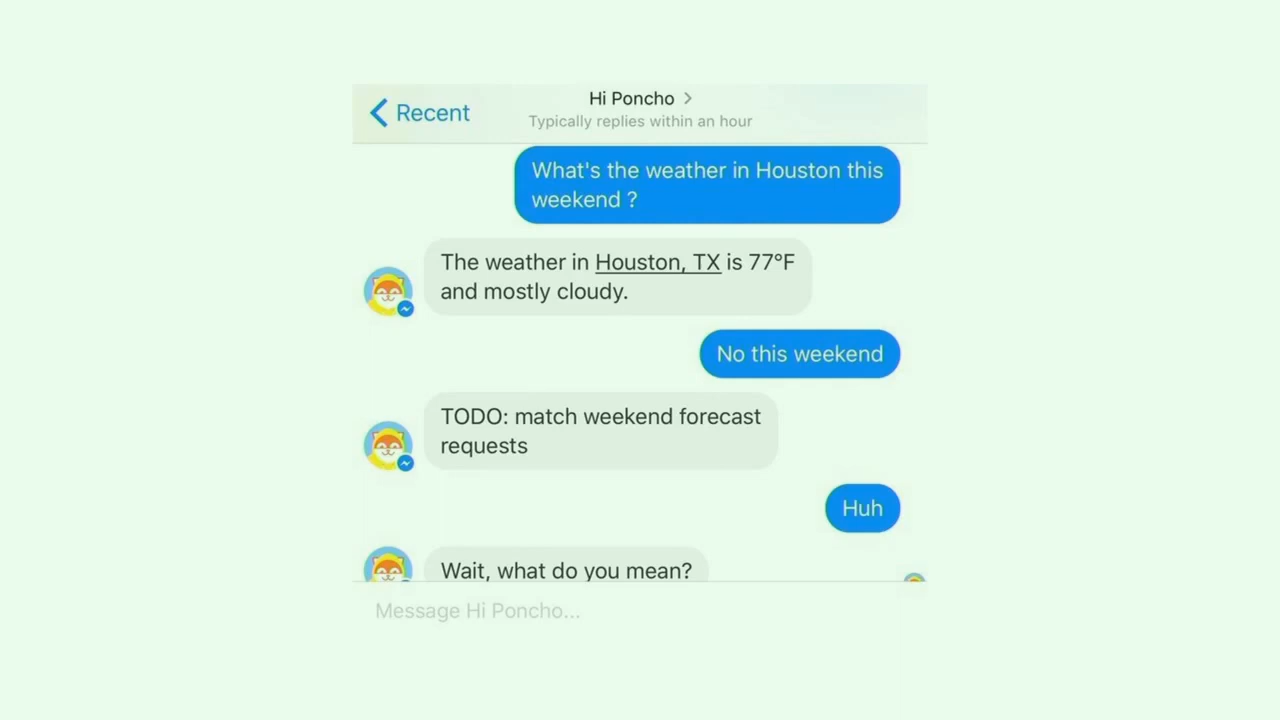 Hi Poncho
Recent
Typically replies within an hour
What's the weather in Houston this
weekend ?
The weather in Houston, TX is 77°F
and mostly cloudy.
No this weekend
TODO: match weekend forecast
requests
Huh
Wait, what do you mean?
Message Hi Poncho...